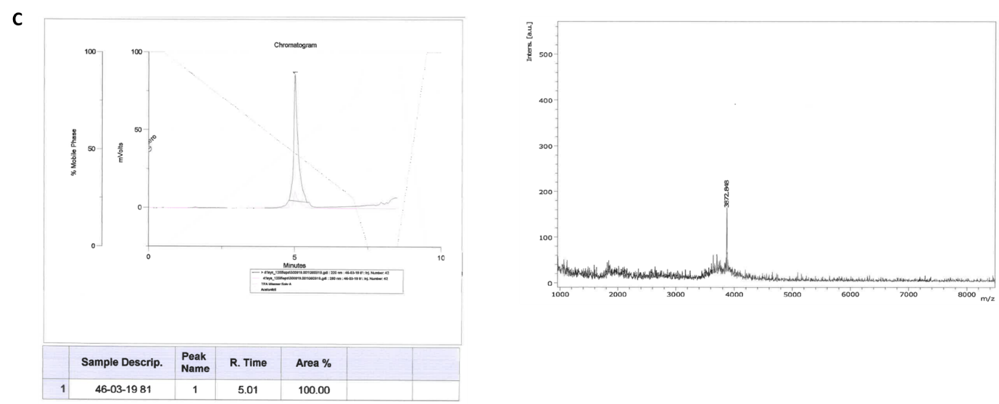 C
Chromatogram
% Mobile Phase
100
50
0
mVolts
100
50
0
1
0
5
10
Minutes
TFA Wasser Solv A
Acetonitril
Sample Descrip. Peak Name R. Time Area %
1 46-03-19 81 1 5.01 100.00
Intens. [a.u.]
500
400
300
200
100
0
3872.848
1000 2000 3000 4000 5000 6000 7000 8000
m/z